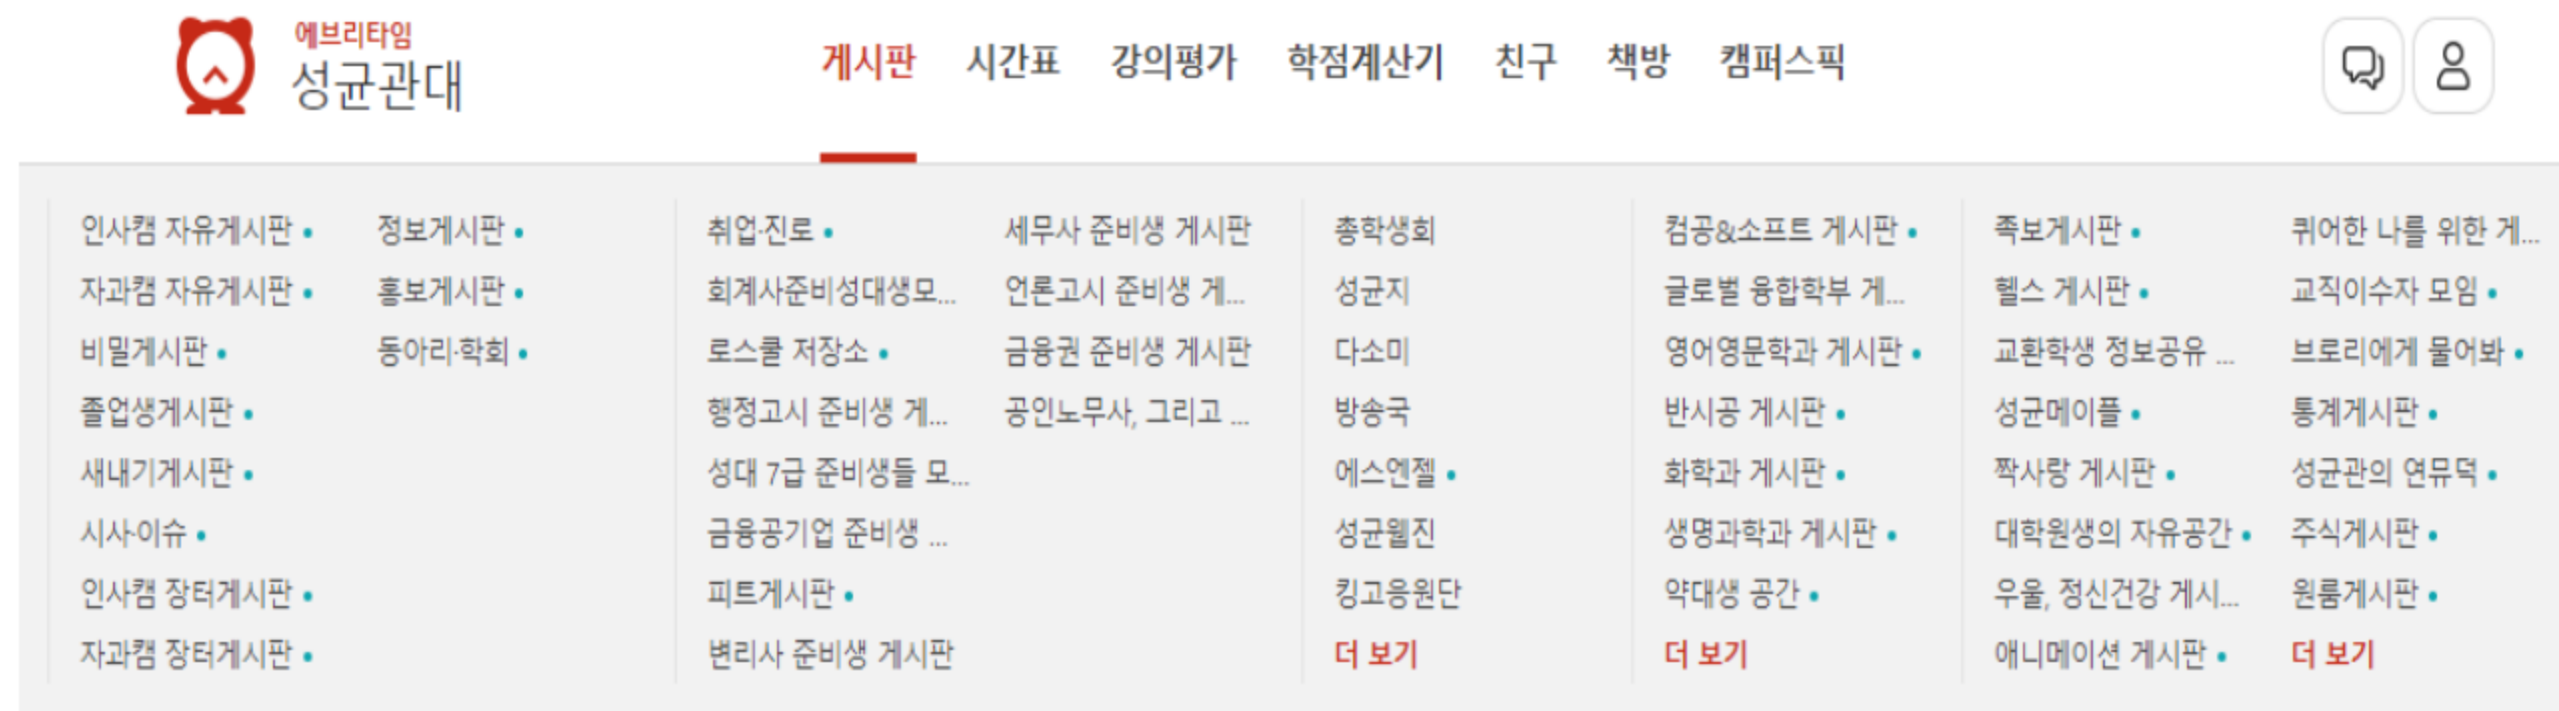 에브리타임
성균관대
게시판 시간표 강의평가 학점계산기 친구 책방 캠퍼스픽
인사캠 자유게시판
자과캠 자유게시판
비밀게시판
졸업생게시판
새내기게시판
시사·이슈
인사캠 장터게시판
자과캠 장터게시판
정보게시판
홍보게시판
동아리·학회
취업·진로
회계사준비성대생모...
로스쿨 저장소
행정고시 준비생 게...
성대 7급 준비생들 모...
금융공기업 준비생 ...
피트게시판
변리사 준비생 게시판
세무사 준비생 게시판
언론고시 준비생 게...
금융권 준비생 게시판
공인노무사, 그리고 ...
총학생회
성균지
다소미
방송국
에스엔젤
성균웹진
킹고응원단
더 보기
컴공&소프트 게시판
글로벌 융합학부 게...
영어영문학과 게시판
반시공 게시판
화학과 게시판
생명과학과 게시판
약대생 공간
더 보기
족보게시판
헬스 게시판
교환학생 정보공유 ...
성균메이플
짝사랑 게시판
대학원생의 자유공간
우울, 정신건강 게시...
애니메이션 게시판
퀴어한 나를 위한 게...
교직이수자 모임
브로리에게 물어봐
통계게시판
성균관의 연뮤덕
주식게시판
원룸게시판
더 보기